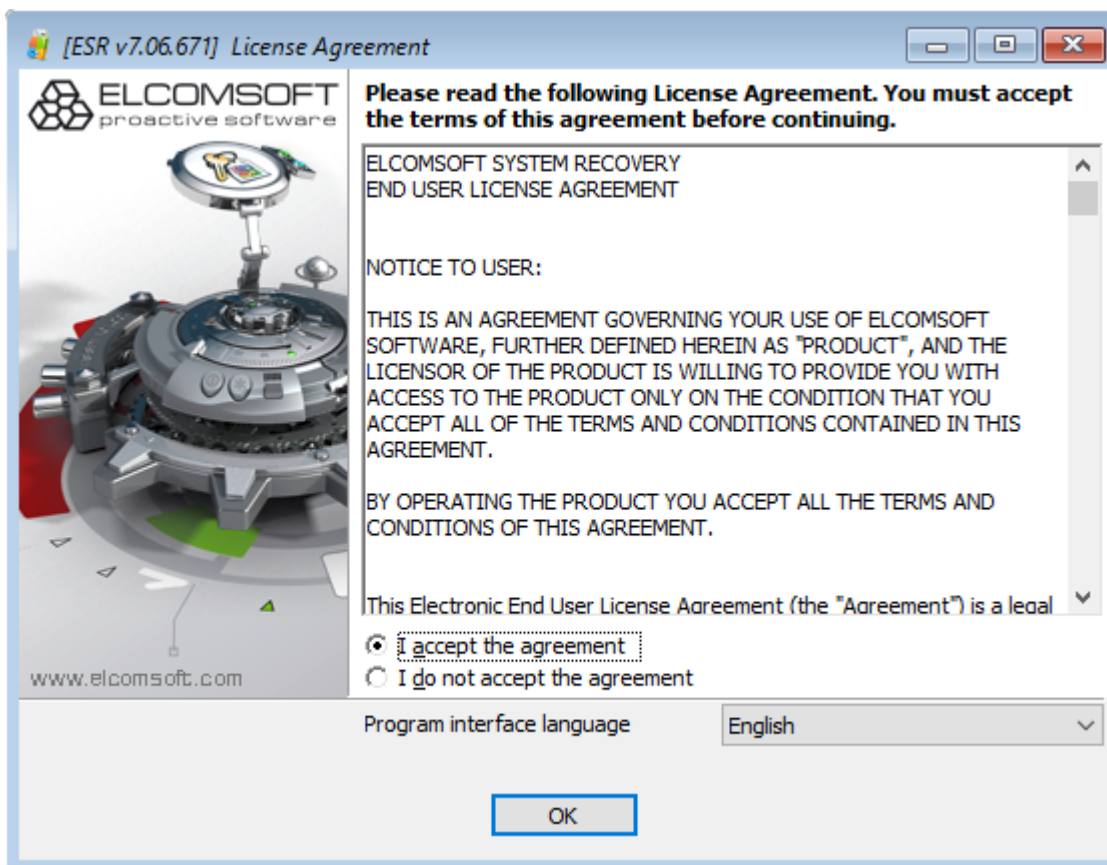 [ESR v7.06.671] License Agreement
ELCOMSOFT
proactive software
www.elcomsoft.com
Please read the following License Agreement. You must accept
the terms of this agreement before continuing.
ELCOMSOFT SYSTEM RECOVERY
END USER LICENSE AGREEMENT
NOTICE TO USER:
THIS IS AN AGREEMENT GOVERNING YOUR USE OF ELCOMSOFT
SOFTWARE, FURTHER DEFINED HEREIN AS "PRODUCT", AND THE
LICENSOR OF THE PRODUCT IS WILLING TO PROVIDE YOU WITH
ACCESS TO THE PRODUCT ONLY ON THE CONDITION THAT YOU
ACCEPT ALL OF THE TERMS AND CONDITIONS CONTAINED IN THIS
AGREEMENT.
BY OPERATING THE PRODUCT YOU ACCEPT ALL THE TERMS AND
CONDITIONS OF THIS AGREEMENT.
This Electronic End User License Agreement (the "Agreement") is a legal
I accept the agreement
I do not accept the agreement
Program interface language
English
OK